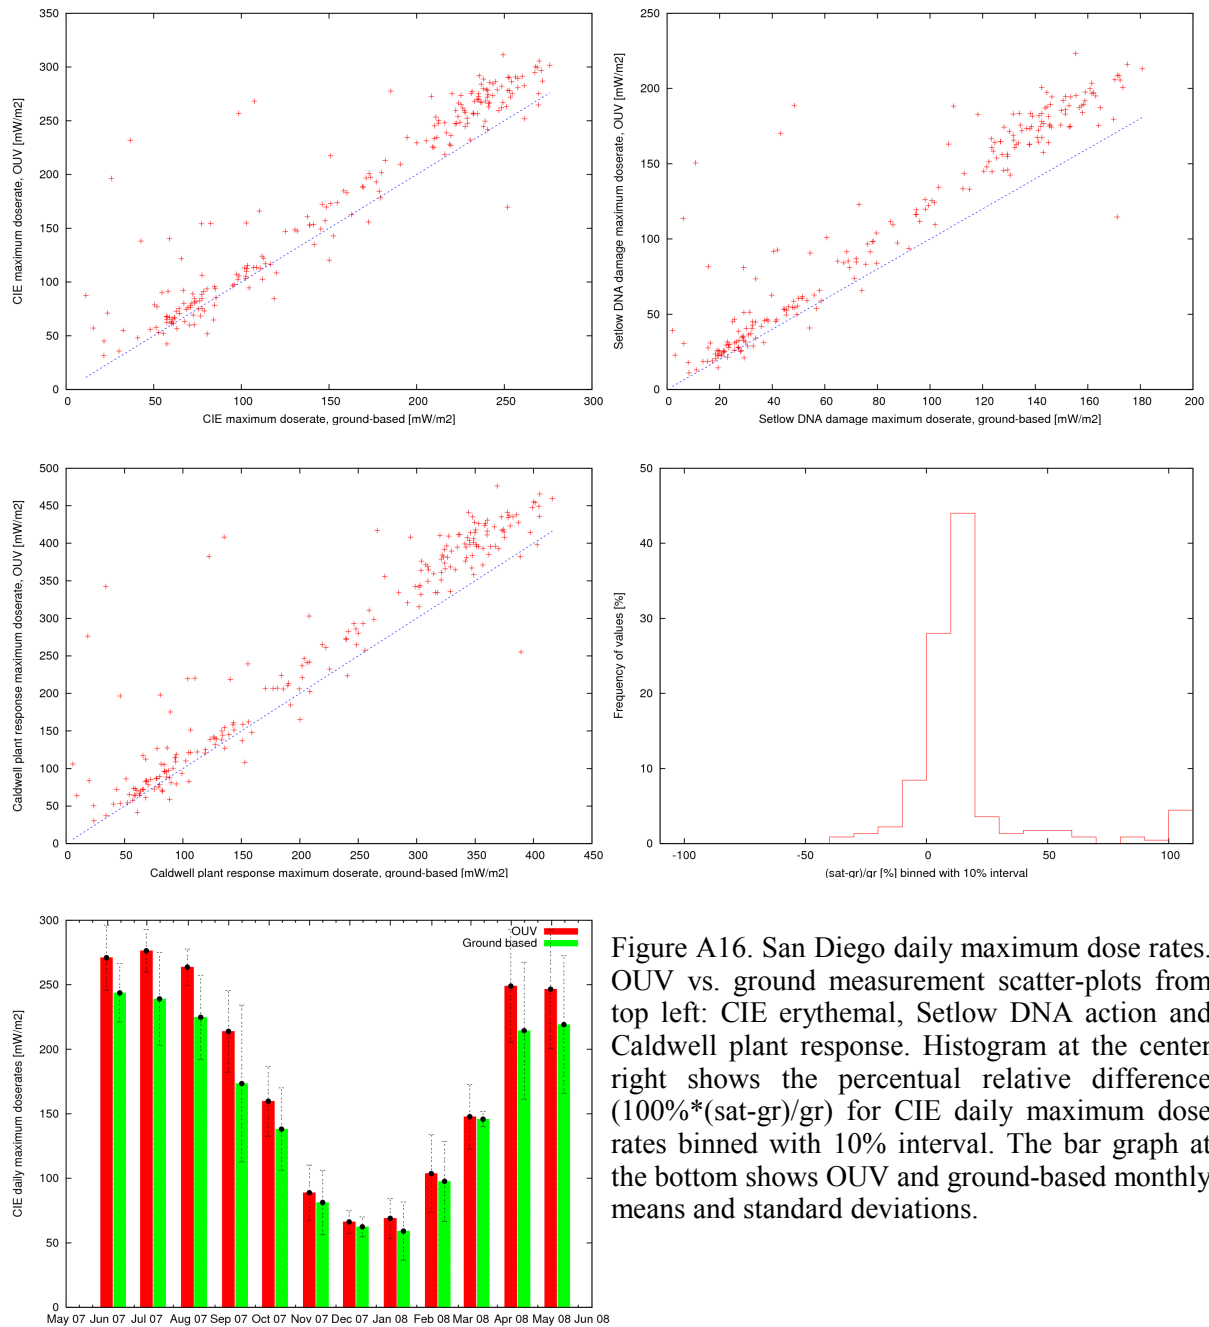 350
300
250
200
150
100
50
0
CIE maximum doserate, OUV [mW/m2]
0 50 100 150 200 250 300
CIE maximum doserate, ground-based [mW/m2]
250
200
150
100
50
0
Setlow DNA damage maximum doserate, OUV [mW/m2]
0 20 40 60 80 100 120 140 160 180 200
Setlow DNA damage maximum doserate, ground-based [mW/m2]
500
450
400
350
300
250
200
150
100
50
0
Caldwell plant response maximum doserate, OUV [mW/m2]
0 50 100 150 200 250 300 350 400 450
Caldwell plant response maximum doserate, ground-based [mW/m2]
50
40
30
20
10
0
Frequency of values [%]
-100 -50 0 50 100
(sat-gr)/gr [%] binned with 10% interval
300
250
200
150
100
50
0
CIE daily maximum doserates [mW/m2]
OUV
Ground based
May 07 Jun 07 Jul 07 Aug 07 Sep 07 Oct 07 Nov 07 Dec 07 Jan 08 Feb 08 Mar 08 Apr 08 May 08 Jun 08
Figure A16. San Diego daily maximum dose rates.
OUV vs. ground measurement scatter-plots from
top left: CIE erythemal, Setlow DNA action and
Caldwell plant response. Histogram at the center
right shows the percentual relative difference
(100%*(sat-gr)/gr) for CIE daily maximum dose
rates binned with 10% interval. The bar graph at
the bottom shows OUV and ground-based monthly
means and standard deviations.